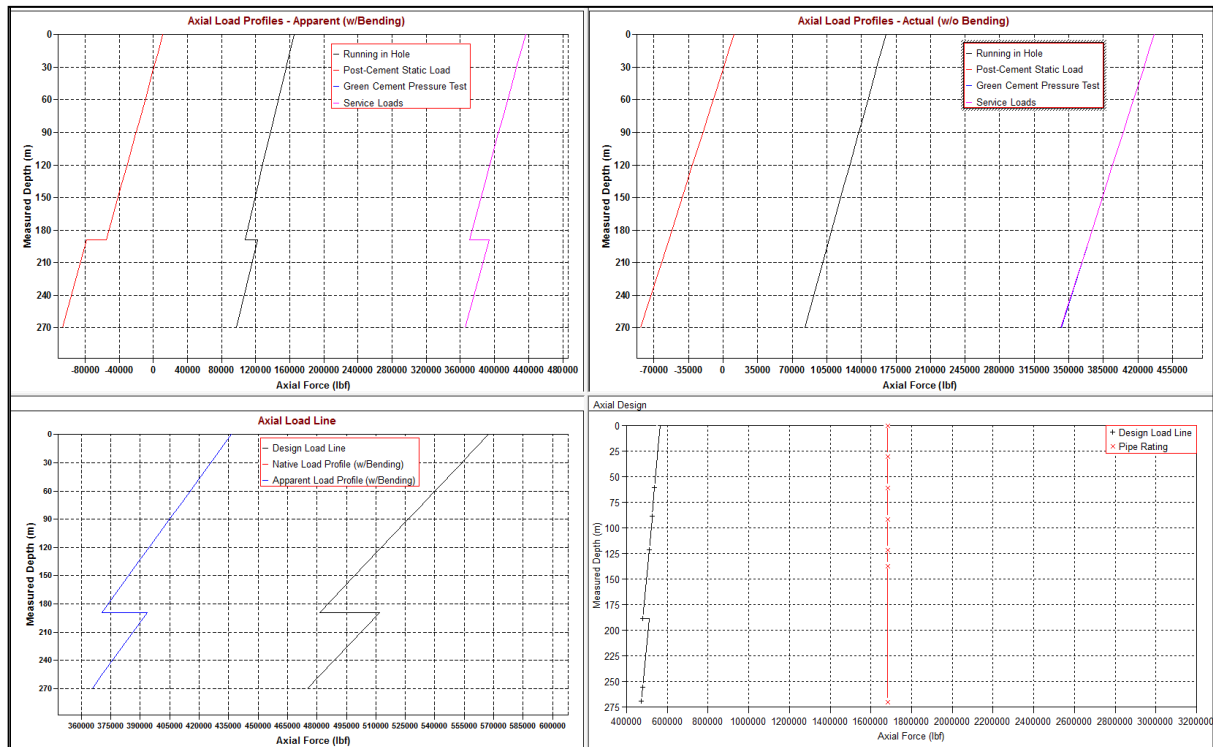 Axial Load Profiles - Apparent (w/Bending)
Running in Hole
Post-Cement Static Load
Green Cement Pressure Test
Service Loads
Measured Depth (m)
0
30
60
90
120
150
180
210
240
270
-80000 -40000 0 40000 80000 120000 160000 200000 240000 280000 320000 360000 400000 440000 480000
Axial Force (lbf)
Axial Load Profiles - Actual (w/o Bending)
Running in Hole
Post-Cement Static Load
Green Cement Pressure Test
Service Loads
Measured Depth (m)
0
30
60
90
120
150
180
210
240
270
-70000 -35000 0 35000 70000 105000 140000 175000 210000 245000 280000 315000 350000 385000 420000 455000
Axial Force (lbf)
Axial Load Line
Design Load Line
Native Load Profile (w/Bending)
Apparent Load Profile (w/Bending)
Measured Depth (m)
0
30
60
90
120
150
180
210
240
270
360000 375000 390000 405000 420000 435000 450000 465000 480000 495000 510000 525000 540000 555000 570000 585000 600000
Axial Force (lbf)
Axial Design
Design Load Line
Pipe Rating
Measured Depth (m)
0
25
50
75
100
125
150
175
200
225
250
275
400000 600000 800000 1000000 1200000 1400000 1600000 1800000 2000000 2200000 2400000 2600000 2800000 3000000 3200000
Axial Force (lbf)